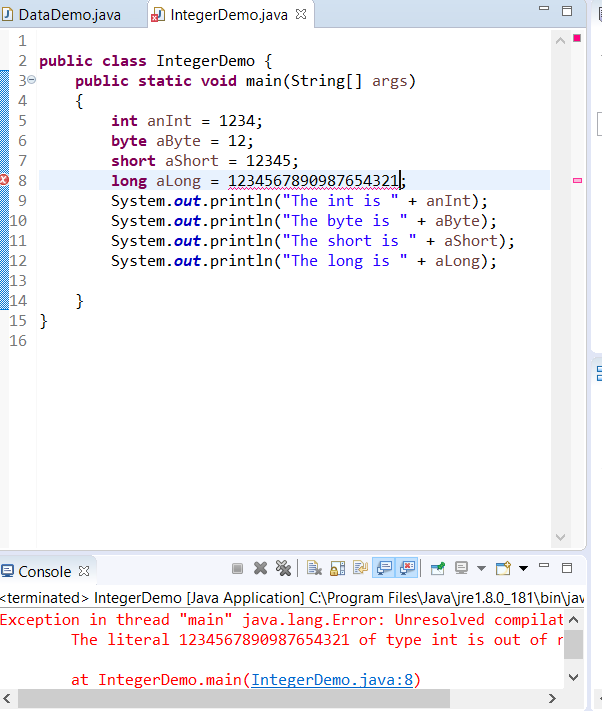 DataDemo.java IntegerDemo.java
1
2 public class IntegerDemo {
3 public static void main(String[] args)
4 {
5 int anInt = 1234;
6 byte aByte = 12;
7 short aShort = 12345;
8 long aLong = 1234567890987654321;
9 System.out.println("The int is " + anInt);
10 System.out.println("The byte is " + aByte);
11 System.out.println("The short is " + aShort);
12 System.out.println("The long is " + aLong);
13
14 }
15 }
16
Console
<terminated> IntegerDemo [Java Application] C:\Program Files\Java\jre1.8.0_181\bin\jav
Exception in thread "main" java.lang.Error: Unresolved compilat
The literal 1234567890987654321 of type int is out of r
at IntegerDemo.main(IntegerDemo.java:8)